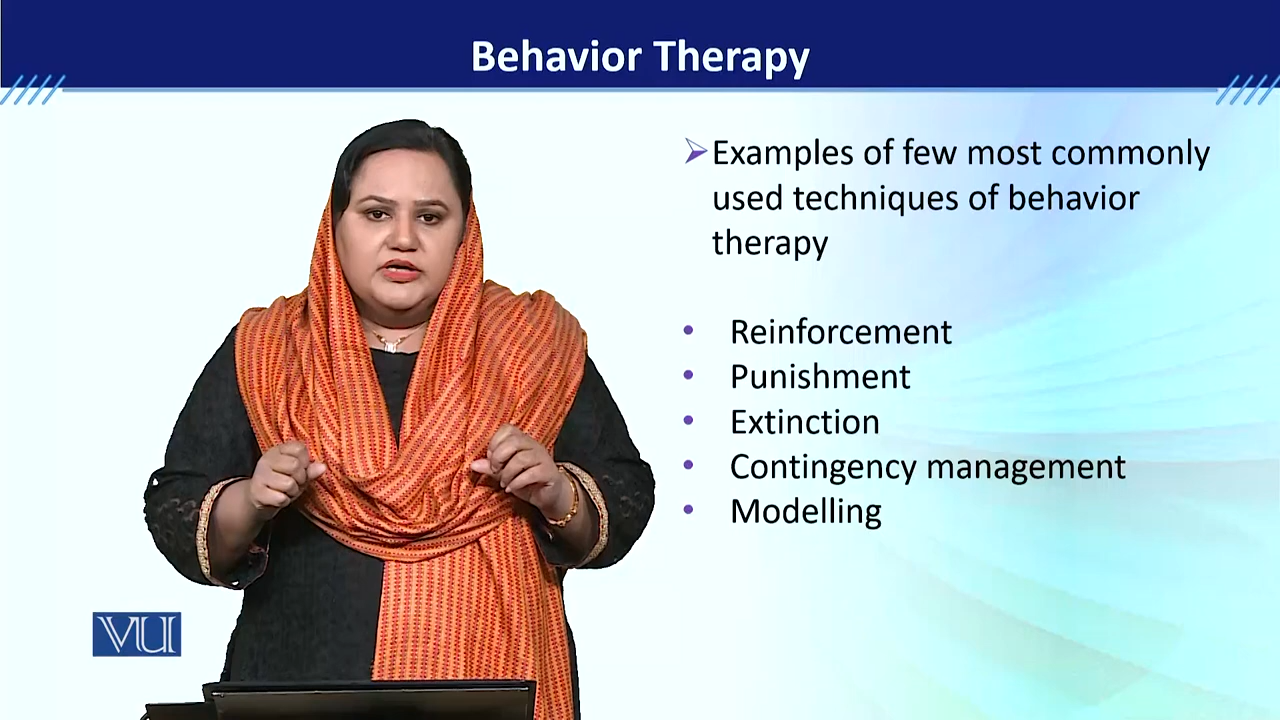 Behavior Therapy
Examples of few most commonly
used techniques of behavior
therapy
• Reinforcement
• Punishment
• Extinction
• Contingency management
• Modelling
VU